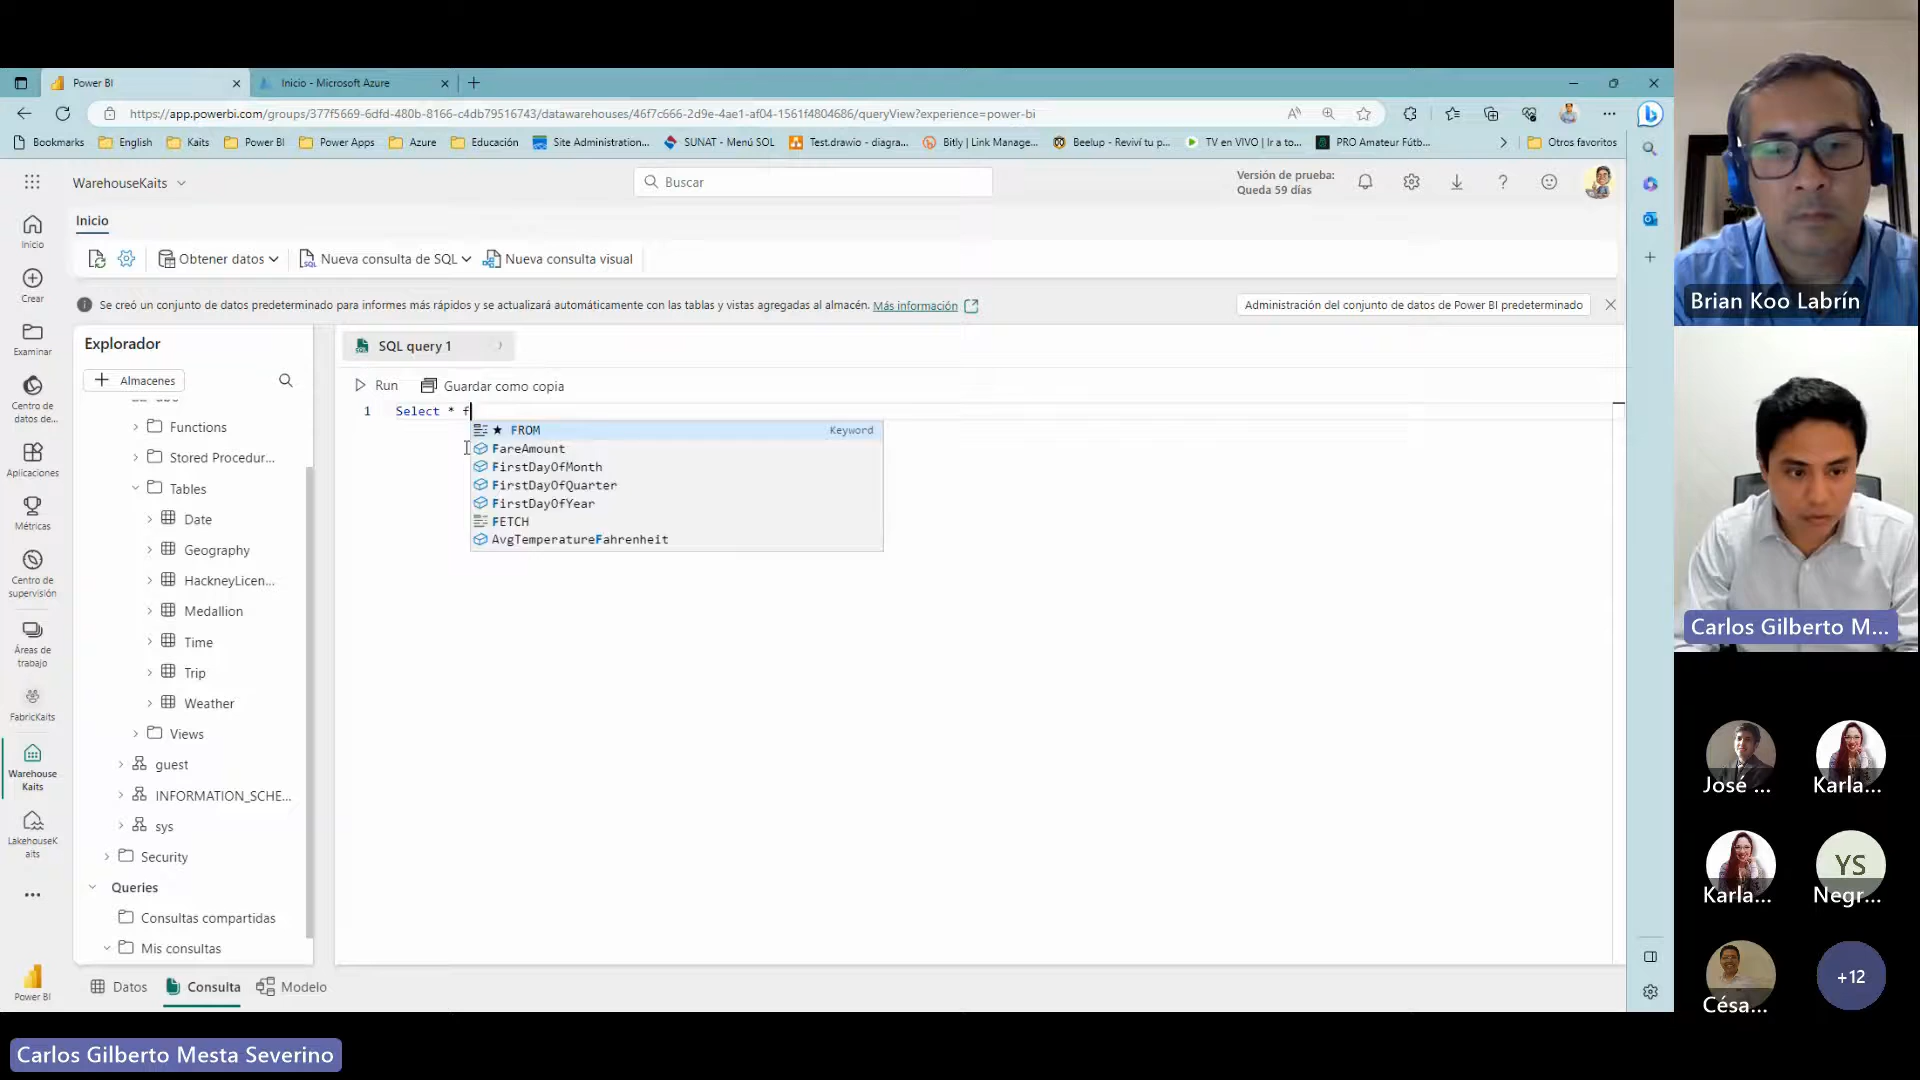 Power BI
Inicio - Microsoft Azure
https://app.powerbi.com/groups/377f5669-6dfd-480b-8166-c4db79516743/datawarehouses/46f7c666-2d9e-4ae1-af04-1561f4804686/queryView?experience=power-bi
Bookmarks English Kaits Power BI Power Apps Azure Educación Site Administration... SUNAT - Menú SOL Test.drawio - diagra... Bitly | Link Manage... Beelup - Reviví tu p... TV en VIVO | Ir a to... PRO Amateur Fútb... Otros favoritos
WarehouseKaits
Buscar
Versión de prueba:
Queda 59 días
Inicio
Obtener datos
Nueva consulta de SQL
Nueva consulta visual
Se creó un conjunto de datos predeterminado para informes más rápidos y se actualizará automáticamente con las tablas y vistas agregadas al almacén. Más información
Administración del conjunto de datos de Power BI predeterminado
Inicio
Crear
Examinar
Centro de
datos de...
Aplicaciones
Métricas
Centro de
supervisión
Áreas de
trabajo
FabricKaits
Warehouse
Kaits
LakehouseK
aits
Power BI
Explorador
Almacenes
Functions
Stored Procedur...
Tables
Date
Geography
HackneyLicen...
Medallion
Time
Trip
Weather
Views
guest
INFORMATION_SCHE...
sys
Security
Queries
Consultas compartidas
Mis consultas
Datos
Consulta
Modelo
SQL query 1
Run
Guardar como copia
1 Select * f
FROM Keyword
FareAmount
FirstDayOfMonth
FirstDayOfQuarter
FirstDayOfYear
FETCH
AvgTemperatureFahrenheit
Brian Koo Labrín
Carlos Gilberto M...
José ...
Karla...
Karla...
YS
Negr...
Césa...
+12
Carlos Gilberto Mesta Severino